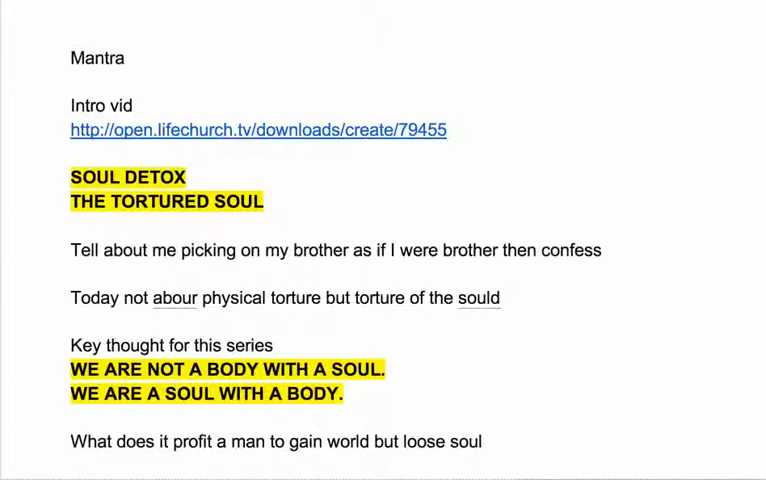 Mantra
Intro vid
http://open.lifechurch.tv/downloads/create/79455
SOUL DETOX
THE TORTURED SOUL
Tell about me picking on my brother as if I were brother then confess
Today not abour physical torture but torture of the sould
Key thought for this series
WE ARE NOT A BODY WITH A SOUL.
WE ARE A SOUL WITH A BODY.
What does it profit a man to gain world but loose soul